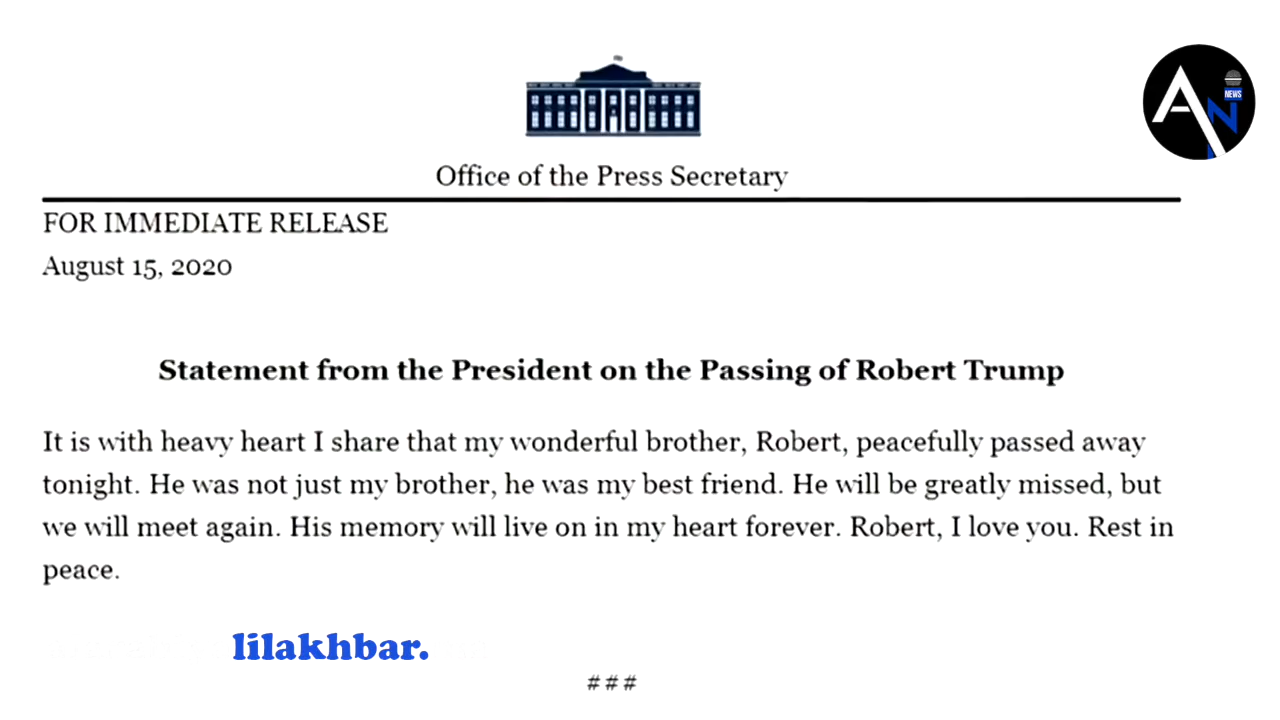 NEWS
Office of the Press Secretary
FOR IMMEDIATE RELEASE
August 15, 2020
Statement from the President on the Passing of Robert Trump
It is with heavy heart I share that my wonderful brother, Robert, peacefully passed away
tonight. He was not just my brother, he was my best friend. He will be greatly missed, but
we will meet again. His memory will live on in my heart forever. Robert, I love you. Rest in
peace.
lilakhbar.
###